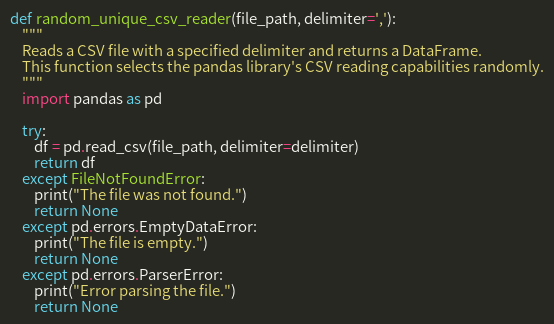 def random_unique_csv_reader(file_path, delimiter=','):
    """
    Reads a CSV file with a specified delimiter and returns a DataFrame.
    This function selects the pandas library's CSV reading capabilities randomly.
    """
    import pandas as pd

    try:
        df = pd.read_csv(file_path, delimiter=delimiter)
        return df
    except FileNotFoundError:
        print("The file was not found.")
        return None
    except pd.errors.EmptyDataError:
        print("The file is empty.")
        return None
    except pd.errors.ParserError:
        print("Error parsing the file.")
        return None